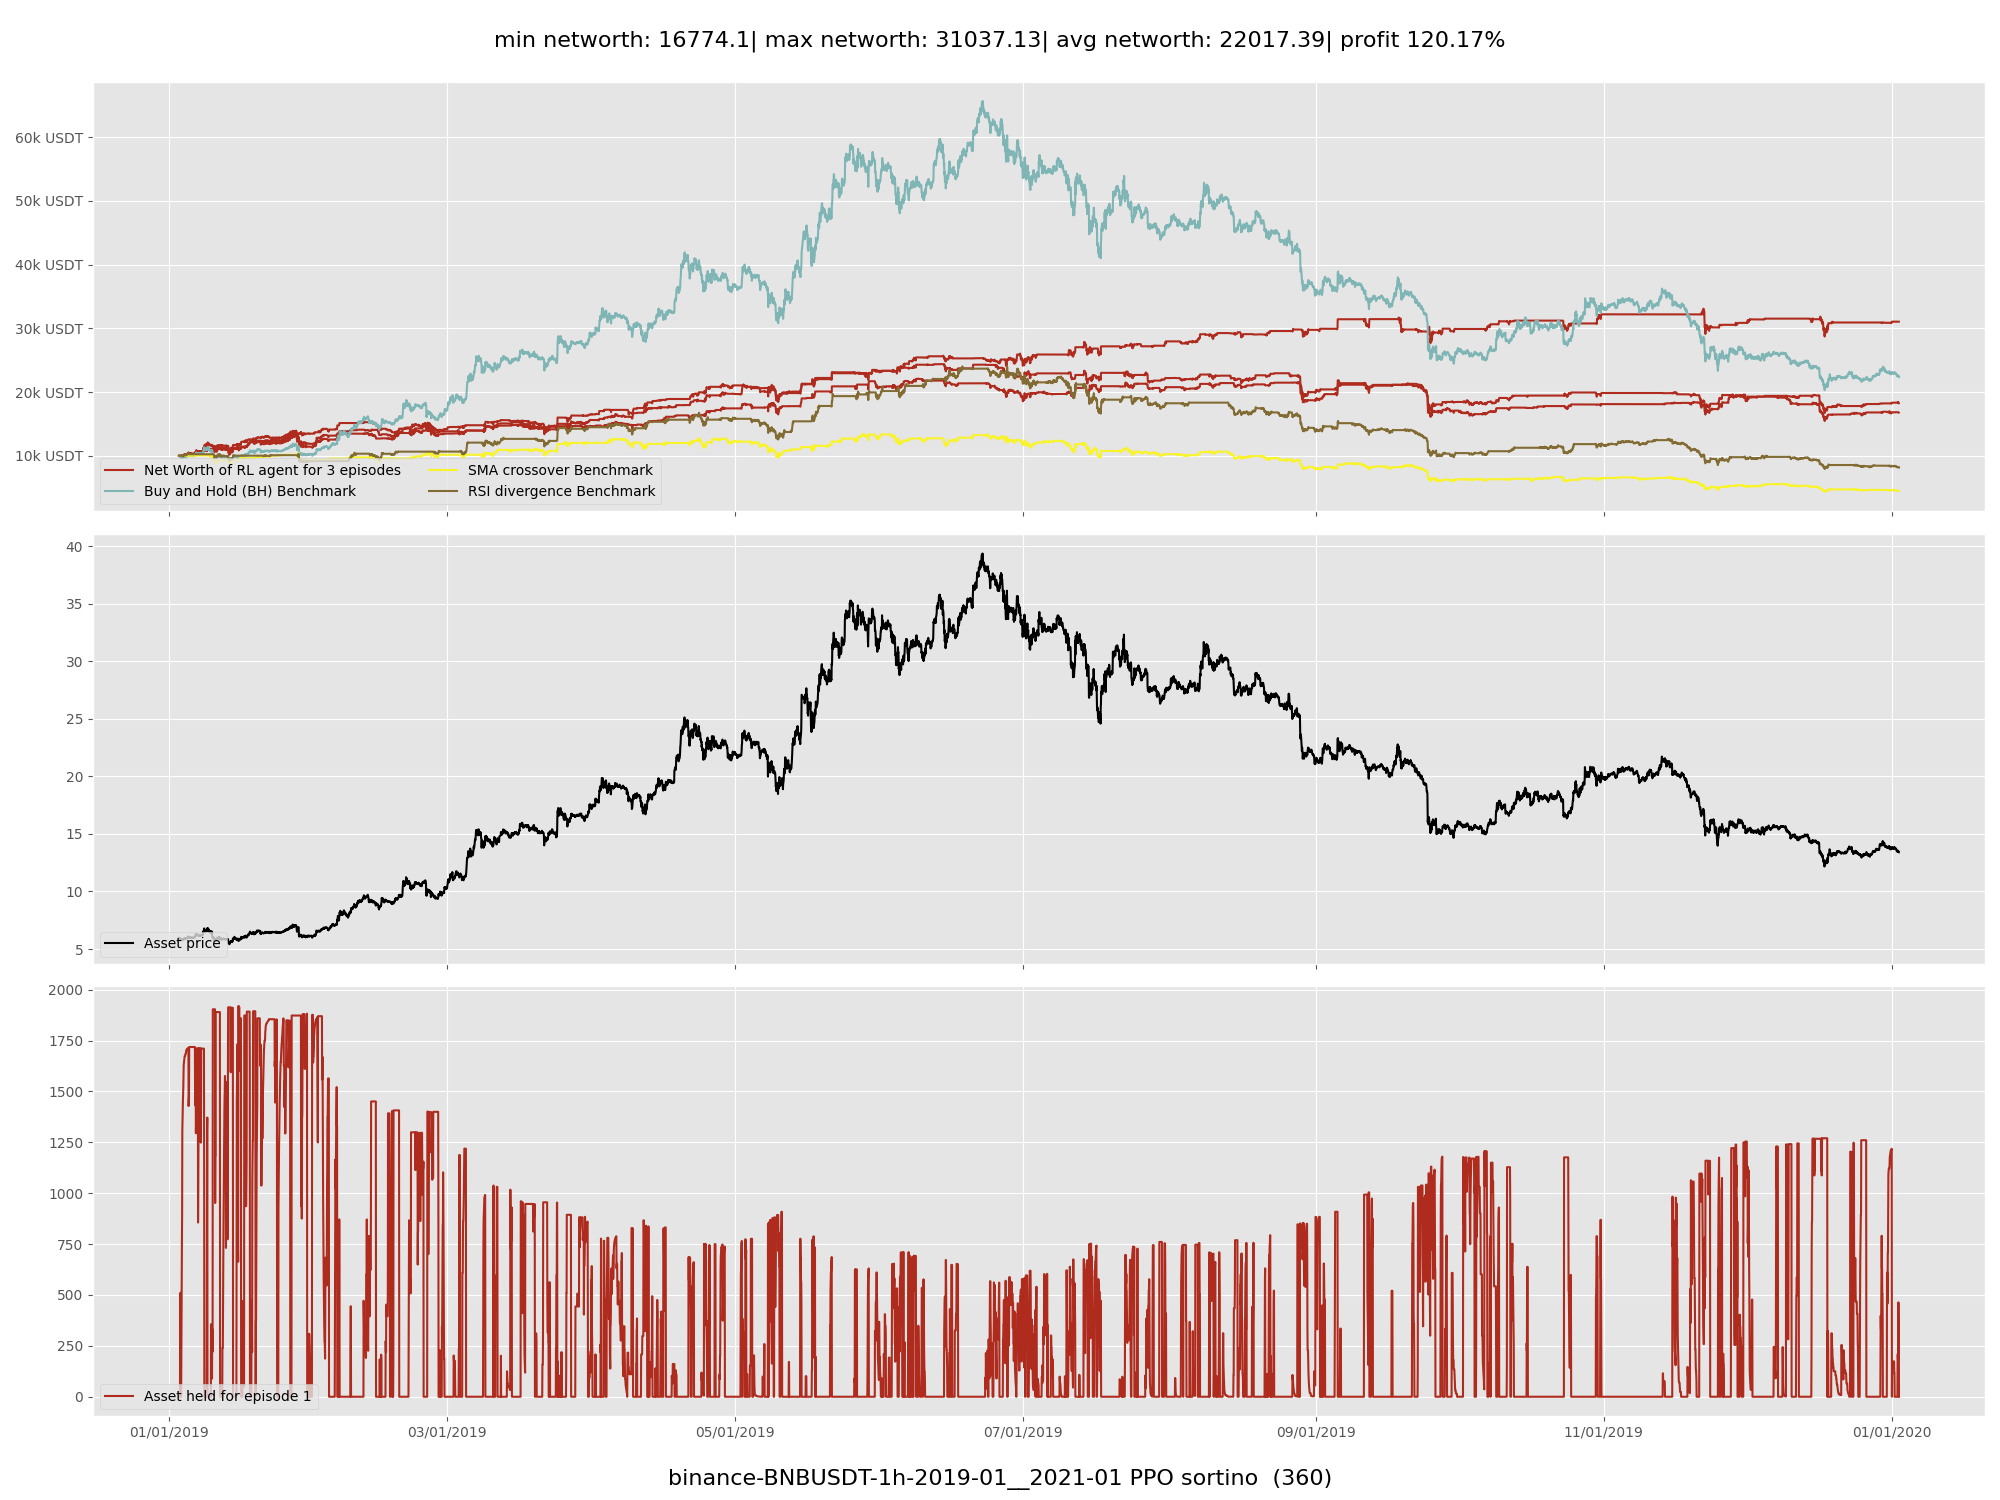 min networth: 16774.1| max networth: 31037.13| avg networth: 22017.39| profit 120.17%
60k USDT
50k USDT
40k USDT
30k USDT
20k USDT
10k USDT
Net Worth of RL agent for 3 episodes
Buy and Hold (BH) Benchmark
SMA crossover Benchmark
RSI divergence Benchmark
40
35
30
25
20
15
10
5
Asset price
2000
1750
1500
1250
1000
750
500
250
0
Asset held for episode 1
01/01/2019 03/01/2019 05/01/2019 07/01/2019 09/01/2019 11/01/2019 01/01/2020
binance-BNBUSDT-1h-2019-01__2021-01 PPO sortino  (360)